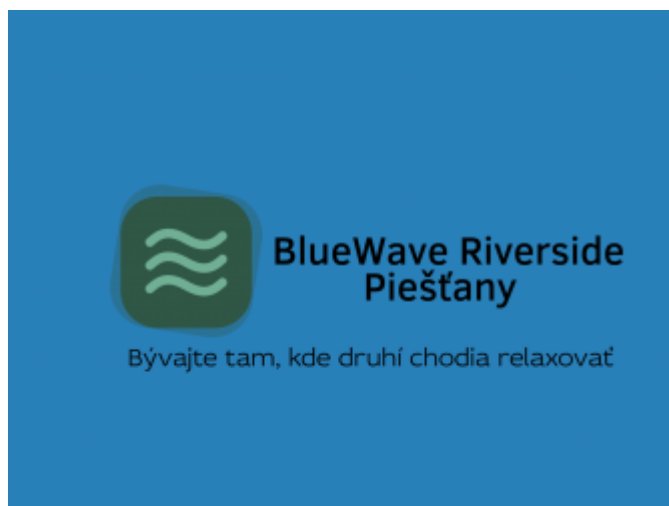 BlueWave Riverside
Piešťany
Bývajte tam, kde druhí chodia relaxovať